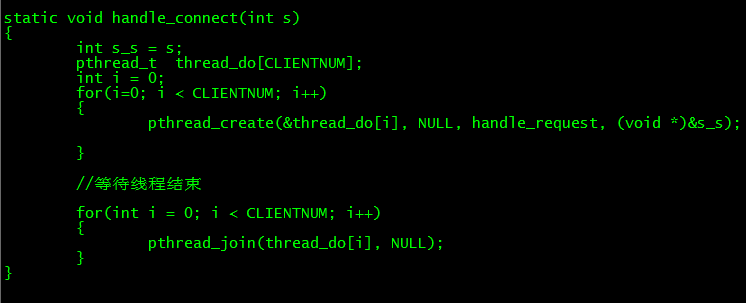 static void handle_connect(int s)
{
        int s_s = s;
        pthread_t  thread_do[CLIENTNUM];
        int i = 0;
        for(i=0; i < CLIENTNUM; i++)
        {
                pthread_create(&thread_do[i], NULL, handle_request, (void *)&s_s);
        }
        //等待线程结束
        for(int i = 0; i < CLIENTNUM; i++)
        {
                pthread_join(thread_do[i], NULL);
        }
}